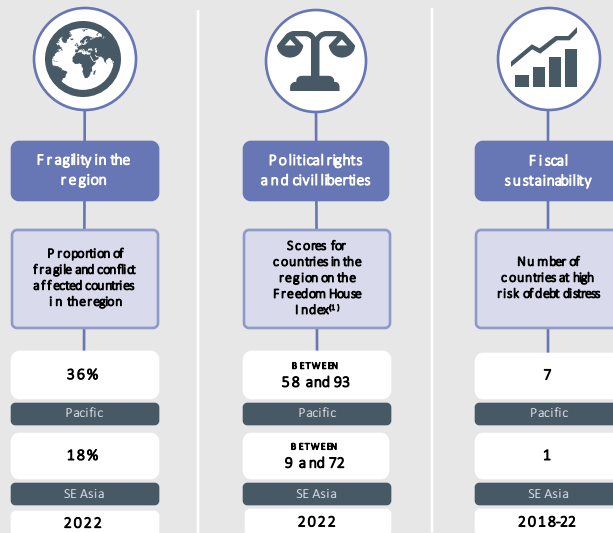 Fragility in the
region
Proportion of
fragile and conflict
affected countries
in the region
36%
Pacific
18%
SE Asia
2022
Political rights
and civil liberties
Scores for
countries in the
region on the
Freedom House
Index(1)
BETWEEN
58 and 93
Pacific
BETWEEN
9 and 72
SE Asia
2022
Fiscal
sustainability
Number of
countries at high
risk of debt distress
7
Pacific
1
SE Asia
2018-22